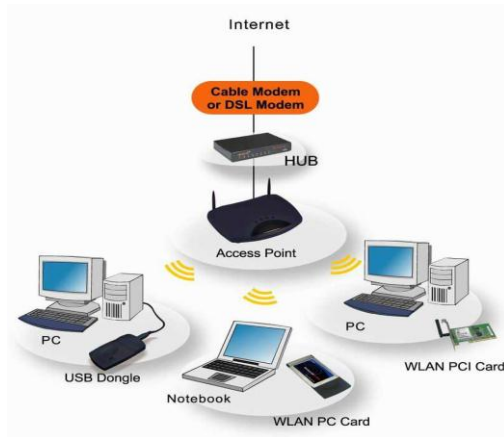 Internet
Cable Modem
or DSL Modem
HUB
Access Point
PC
USB Dongle
Notebook
WLAN PC Card
PC
WLAN PCI Card